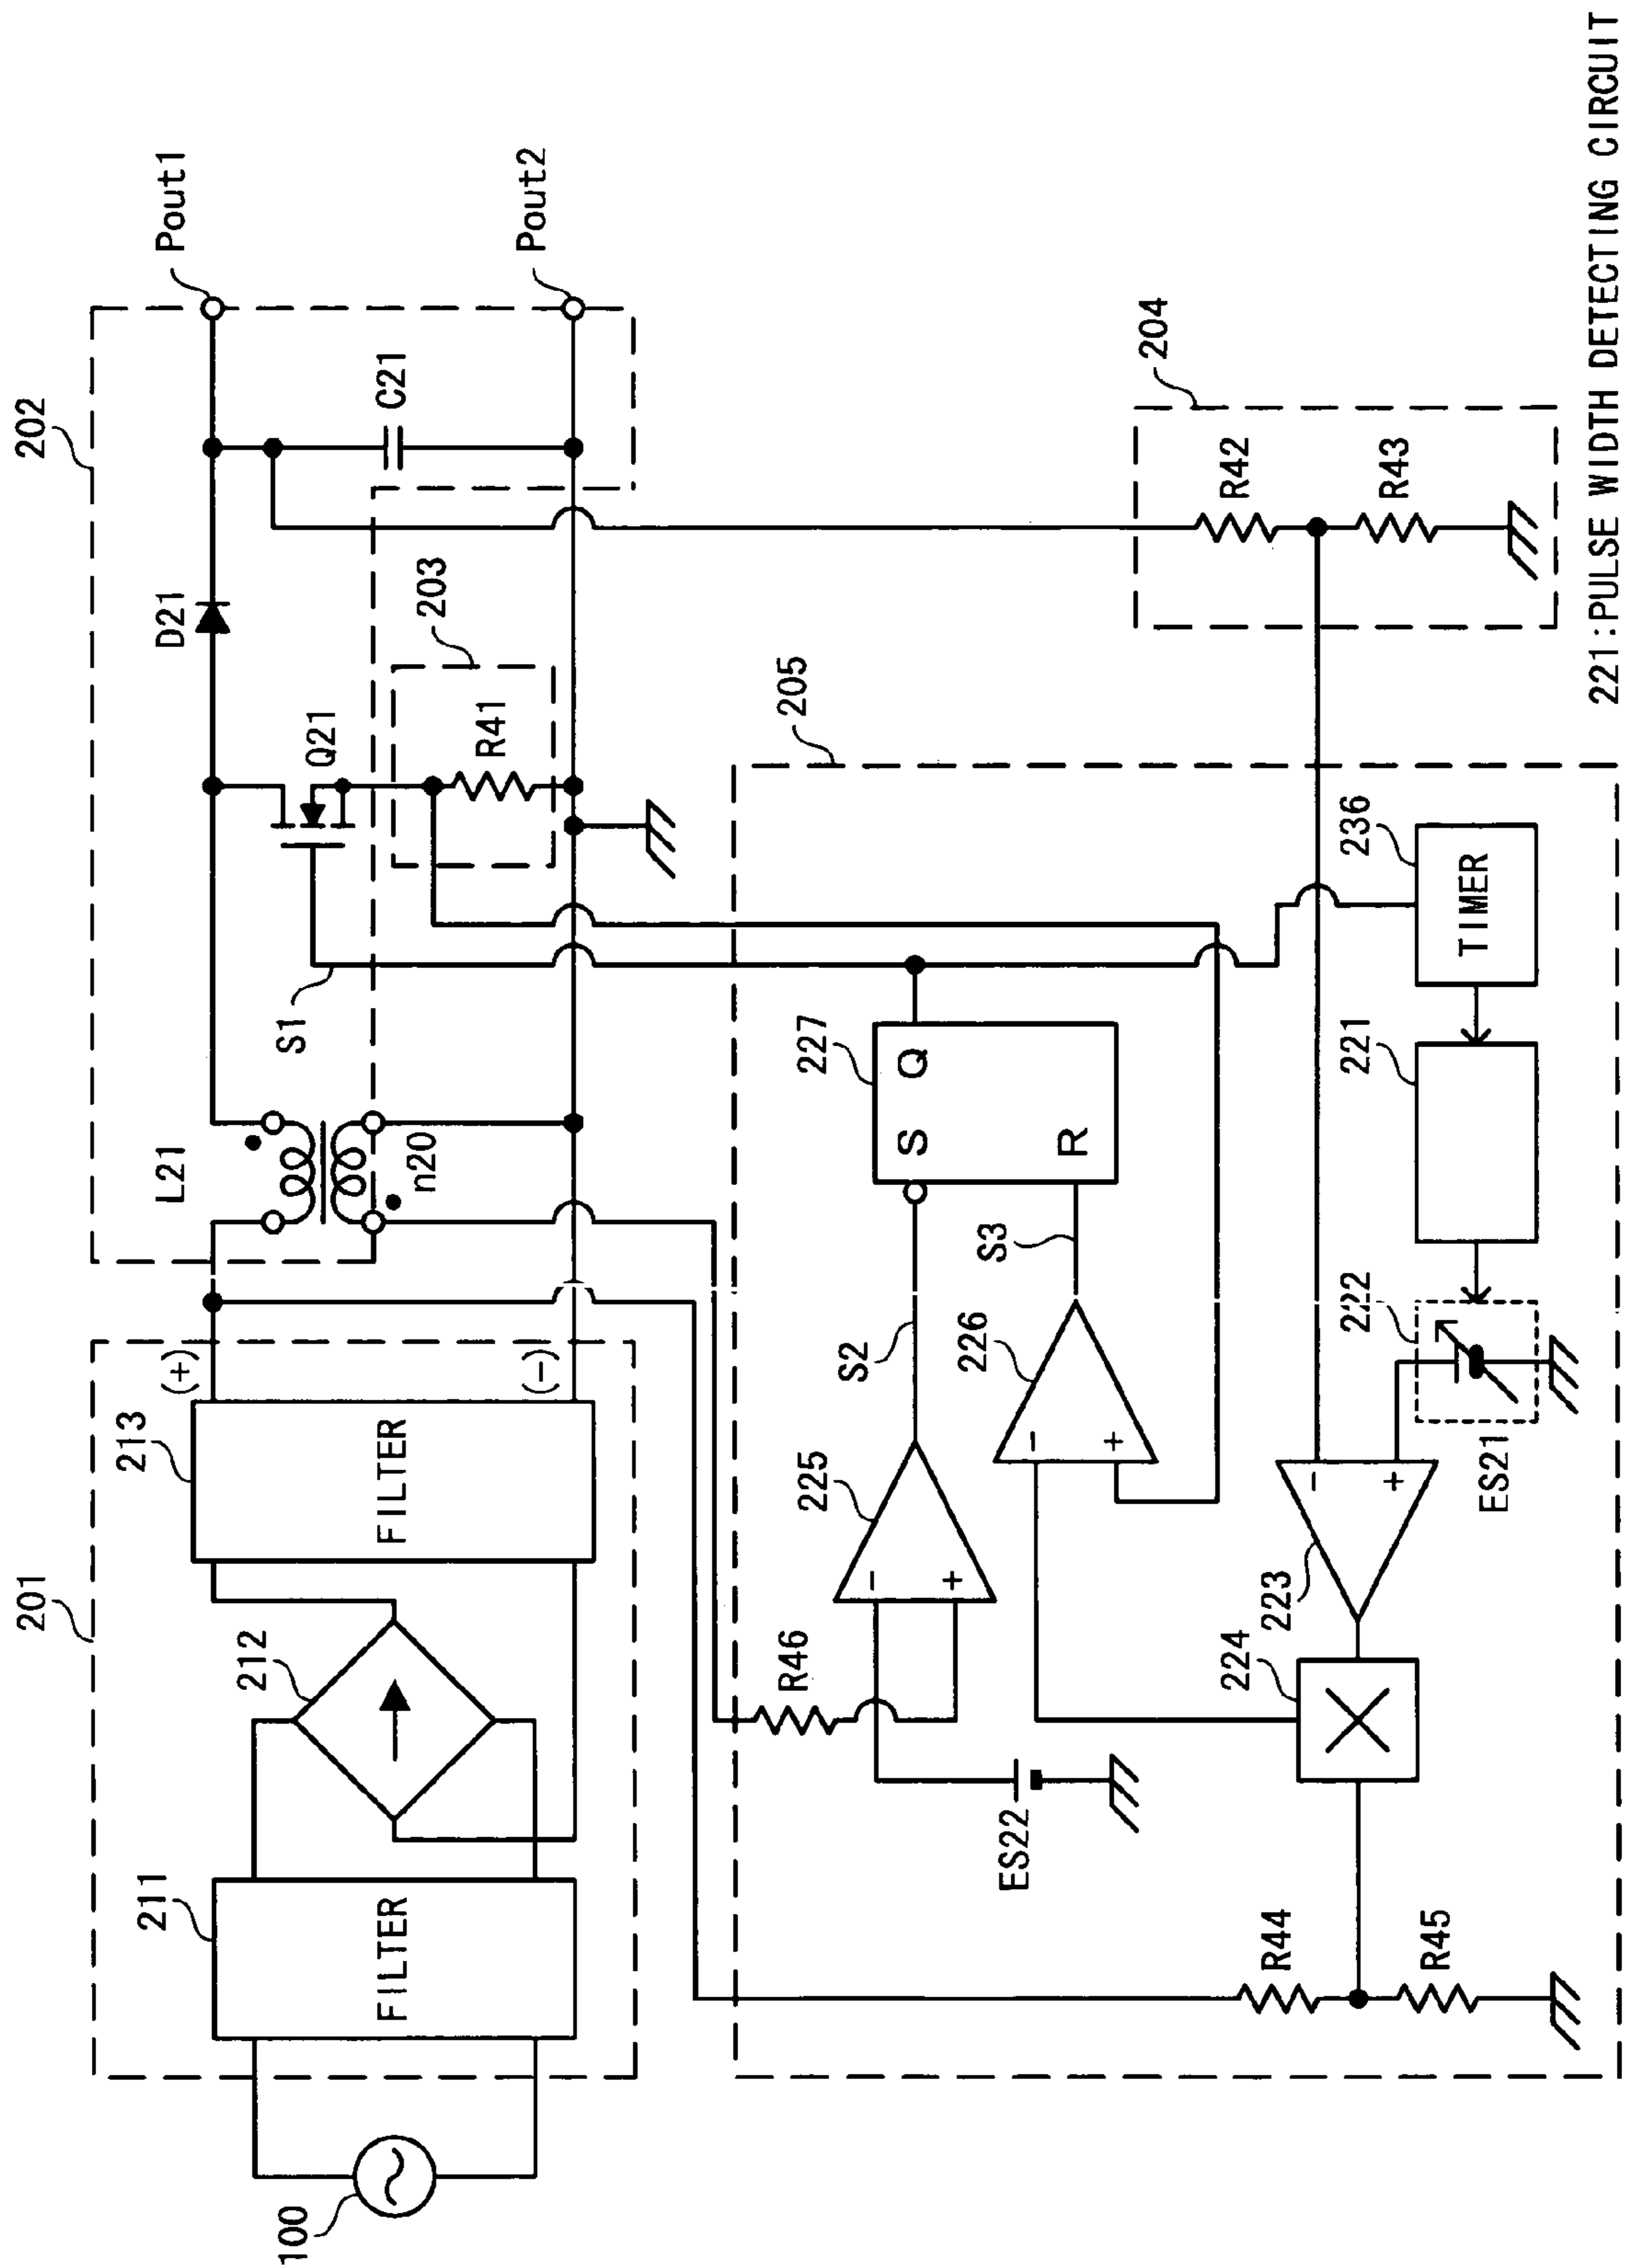 201
202
211
212
213
(+)
(-)
FILTER
FILTER
100
L21
n20
S1
Q21
D21
203
R41
C21
Pout1
Pout2
204
R42
R43
205
R46
225
-
+
ES22
S2
227
S
Q
R
S3
226
-
+
R44
R45
224
223
-
+
222
ES21
221
236
TIMER
221:PULSE WIDTH DETECTING CIRCUIT